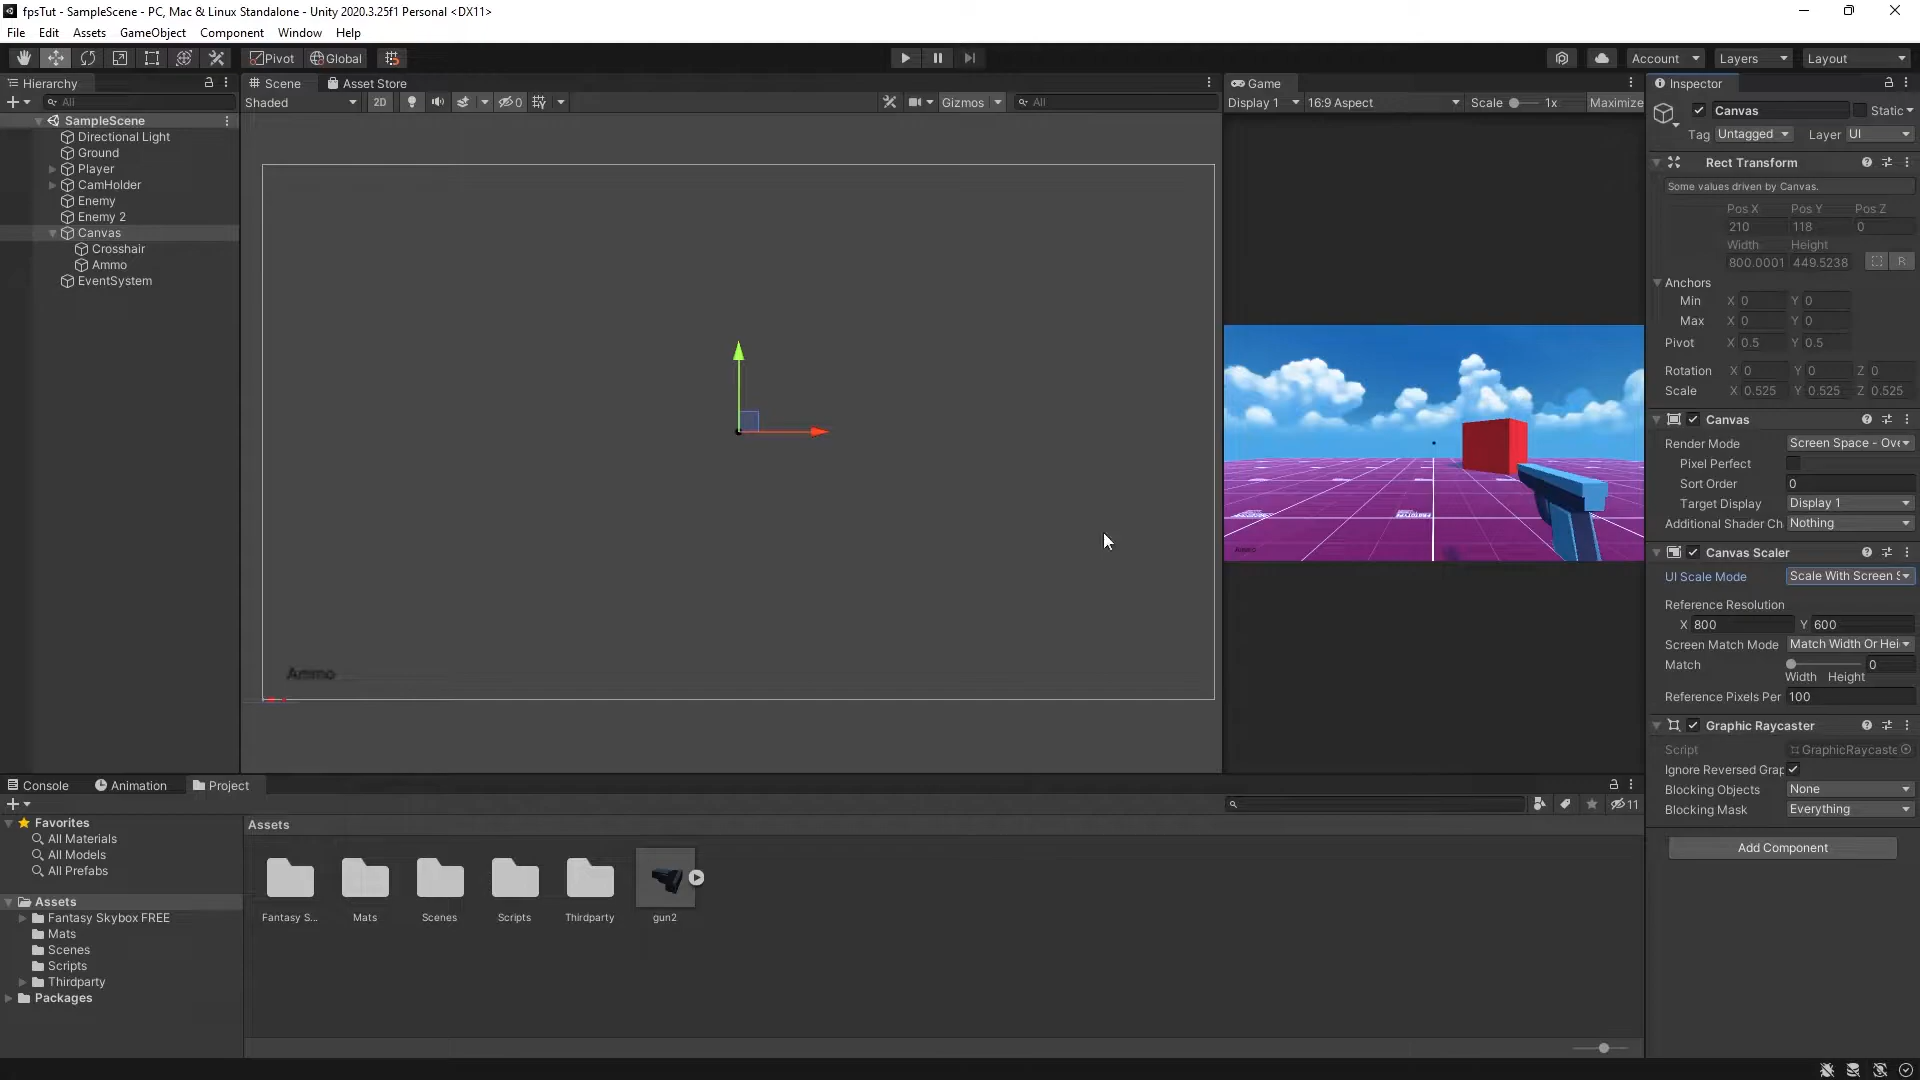 fpsTut - SampleScene - PC, Mac & Linux Standalone - Unity 2020.3.25f1 Personal <DX11>
File Edit Assets GameObject Component Window Help
Pivot Global Account Layers Layout
Hierarchy
All
SampleScene
Directional Light
Ground
Player
CamHolder
Enemy
Enemy 2
Canvas
Crosshair
Ammo
EventSystem
Scene Asset Store
Shaded 2D 0 Gizmos All
Ammo
Game
Display 1 16:9 Aspect Scale 1x Maximize
Ammo
Inspector
Canvas Static
Tag Untagged Layer UI
Rect Transform
Some values driven by Canvas.
Pos X Pos Y Pos Z
210 118 0
Width Height
800.0001 449.5238 R
Anchors
Min X 0 Y 0
Max X 0 Y 0
Pivot X 0.5 Y 0.5
Rotation X 0 Y 0 Z 0
Scale X 0.525 Y 0.525 Z 0.525
Canvas
Render Mode Screen Space - Ove
Pixel Perfect
Sort Order 0
Target Display Display 1
Additional Shader Ch Nothing
Canvas Scaler
UI Scale Mode Scale With Screen S
Reference Resolution
X 800 Y 600
Screen Match Mode Match Width Or Hei
Match 0
Width Height
Reference Pixels Per 100
Graphic Raycaster
Script GraphicRaycaste
Ignore Reversed Grap
Blocking Objects None
Blocking Mask Everything
Add Component
Console Animation Project
11
Favorites
All Materials
All Models
All Prefabs
Assets
Fantasy Skybox FREE
Mats
Scenes
Scripts
Thirdparty
Packages
Assets
Fantasy S... Mats Scenes Scripts Thirdparty gun2